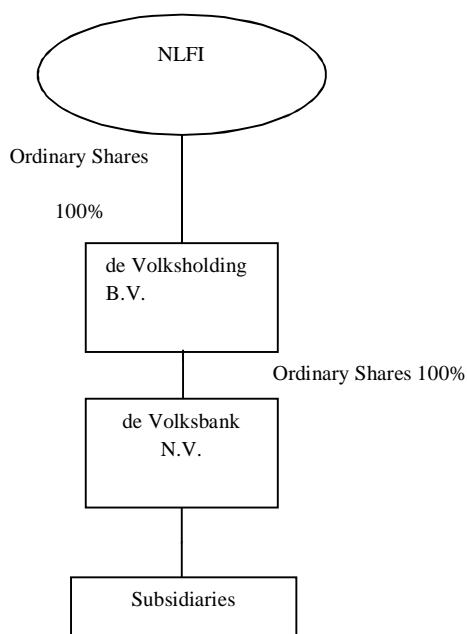 NLFI
Ordinary Shares
100%
de Volksholding
B.V.
Ordinary Shares 100%
de Volksbank
N.V.
Subsidiaries